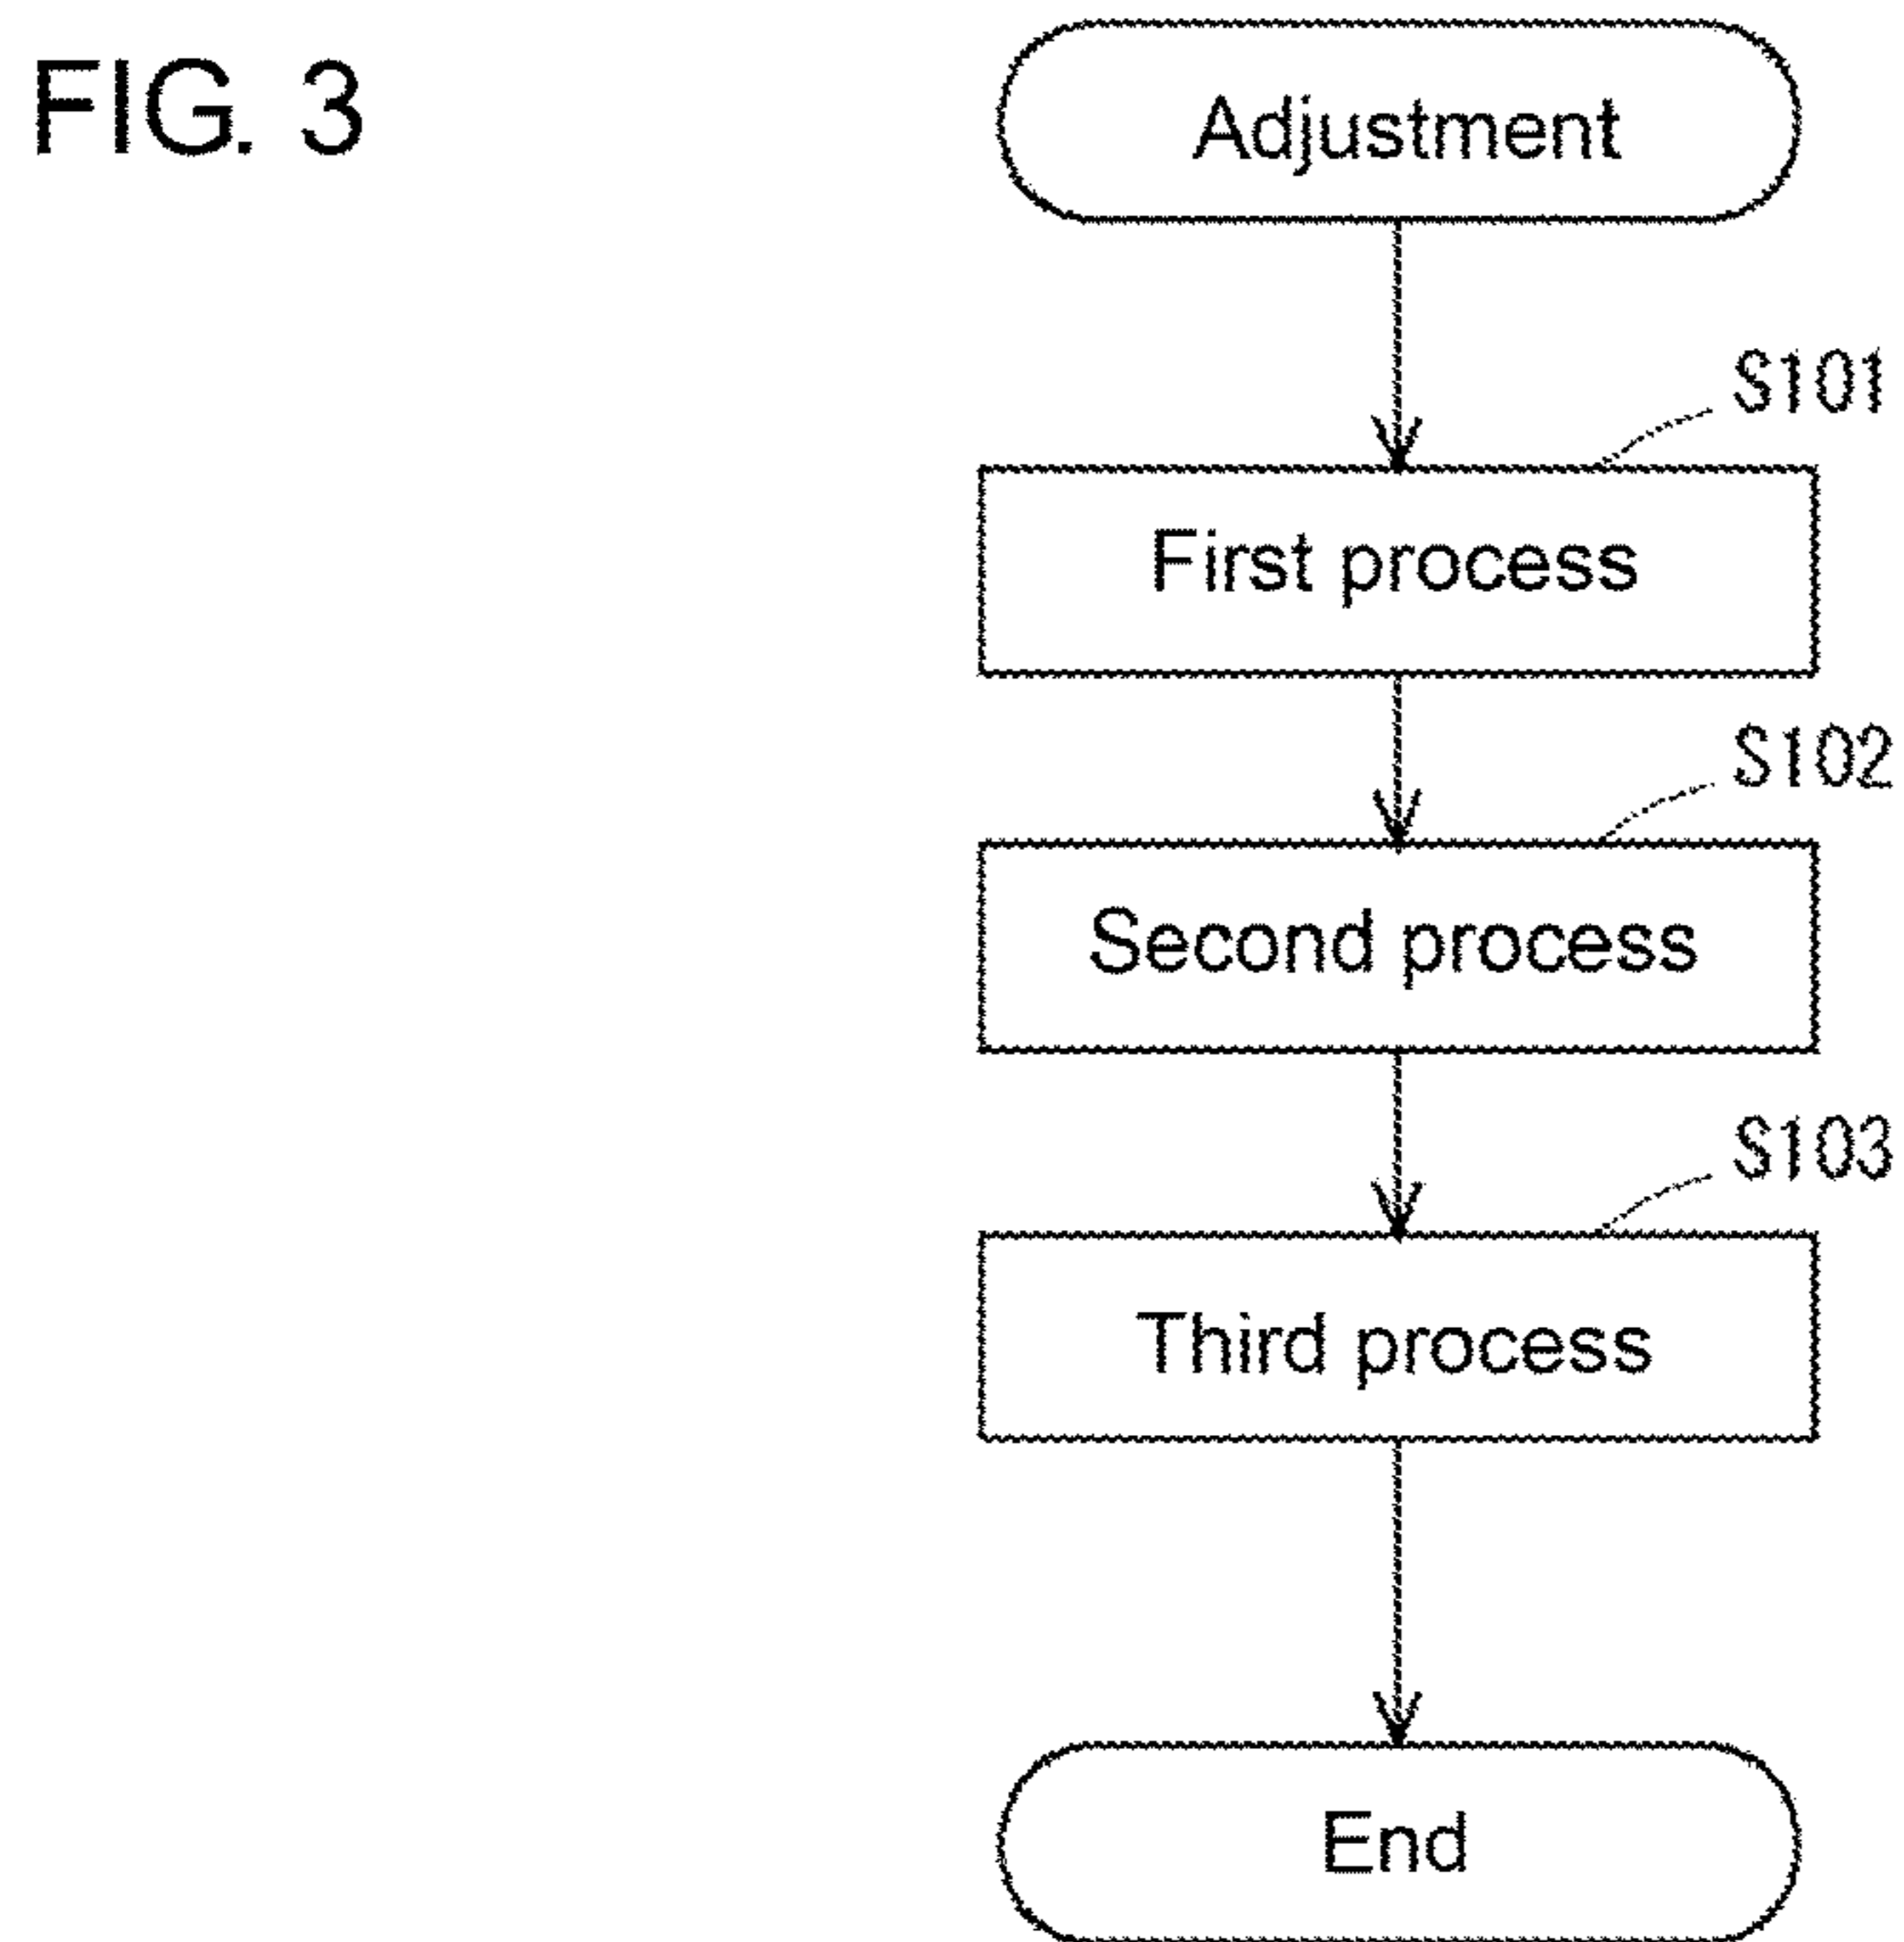 FIG. 3
Adjustment
S101
First process
S102
Second process
S103
Third process
End